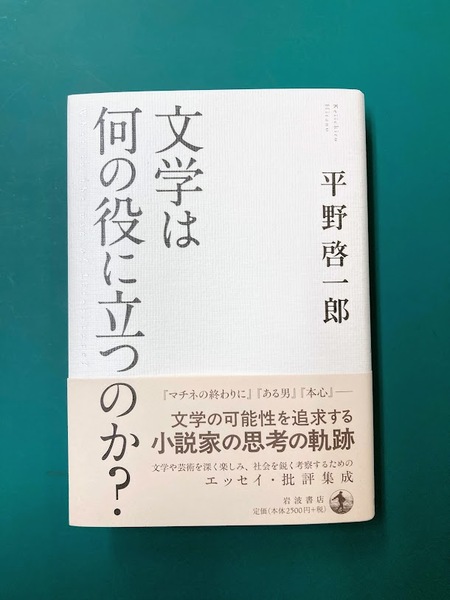 文学は
何の役に立つのか?
Keiichiro
Hirano
平野啓一郎
『マチネの終わりに』『ある男』『本心』──
文学の可能性を追求する
小説家の思考の軌跡
文学や芸術を深く楽しみ、社会を鋭く考察するための
エッセイ・批評集成
岩波書店
定価(本体2500円+税)